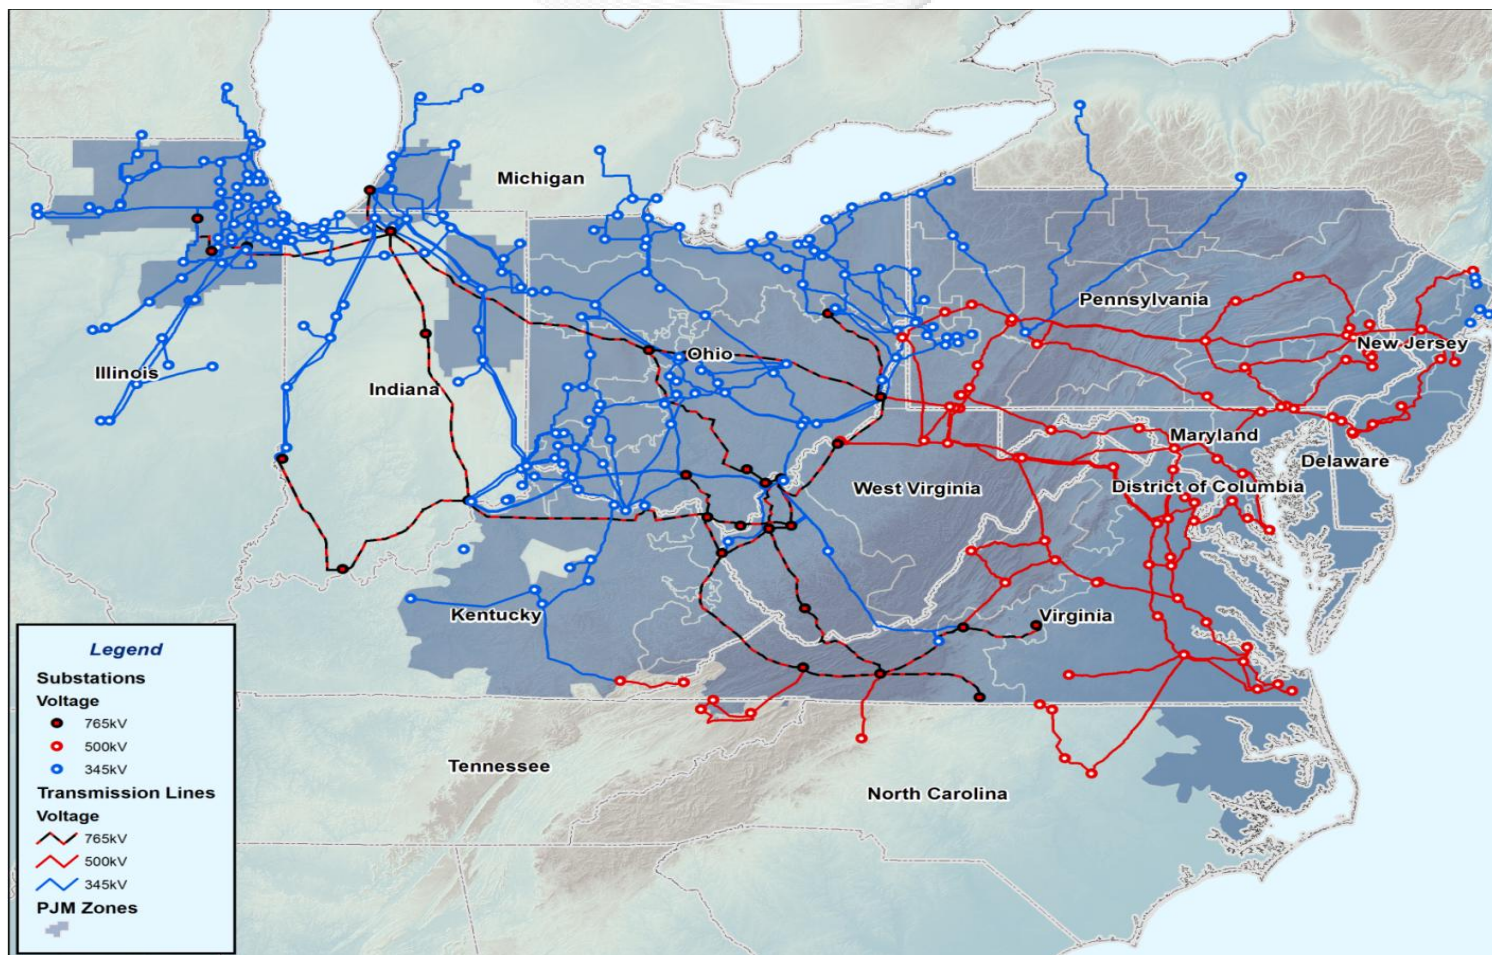 Michigan
Pennsylvania
New Jersey
Ohio
Illinois
Indiana
Maryland
Delaware
West Virginia
District of Columbia
Kentucky
Virginia
Tennessee
North Carolina
Legend
Substations
Voltage
765kV
500kV
345kV
Transmission Lines
Voltage
765kV
500kV
345kV
PJM Zones